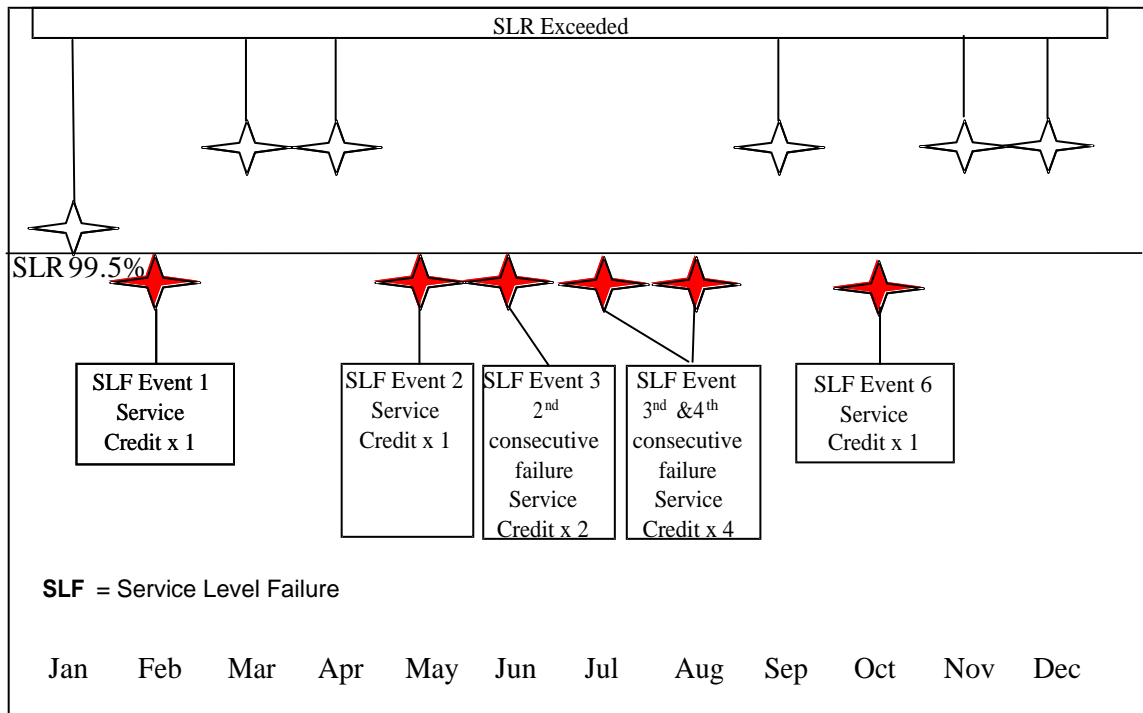 SLR Exceeded
SLR 99.5%
SLF Event 1
Service
Credit x 1
SLF Event 2
Service
Credit x 1
SLF Event 3
2nd
consecutive
failure
Service
Credit x 2
SLF Event
3nd &4th
consecutive
failure
Service
Credit x 4
SLF Event 6
Service
Credit x 1
SLF = Service Level Failure
Jan Feb Mar Apr May Jun Jul Aug Sep Oct Nov Dec